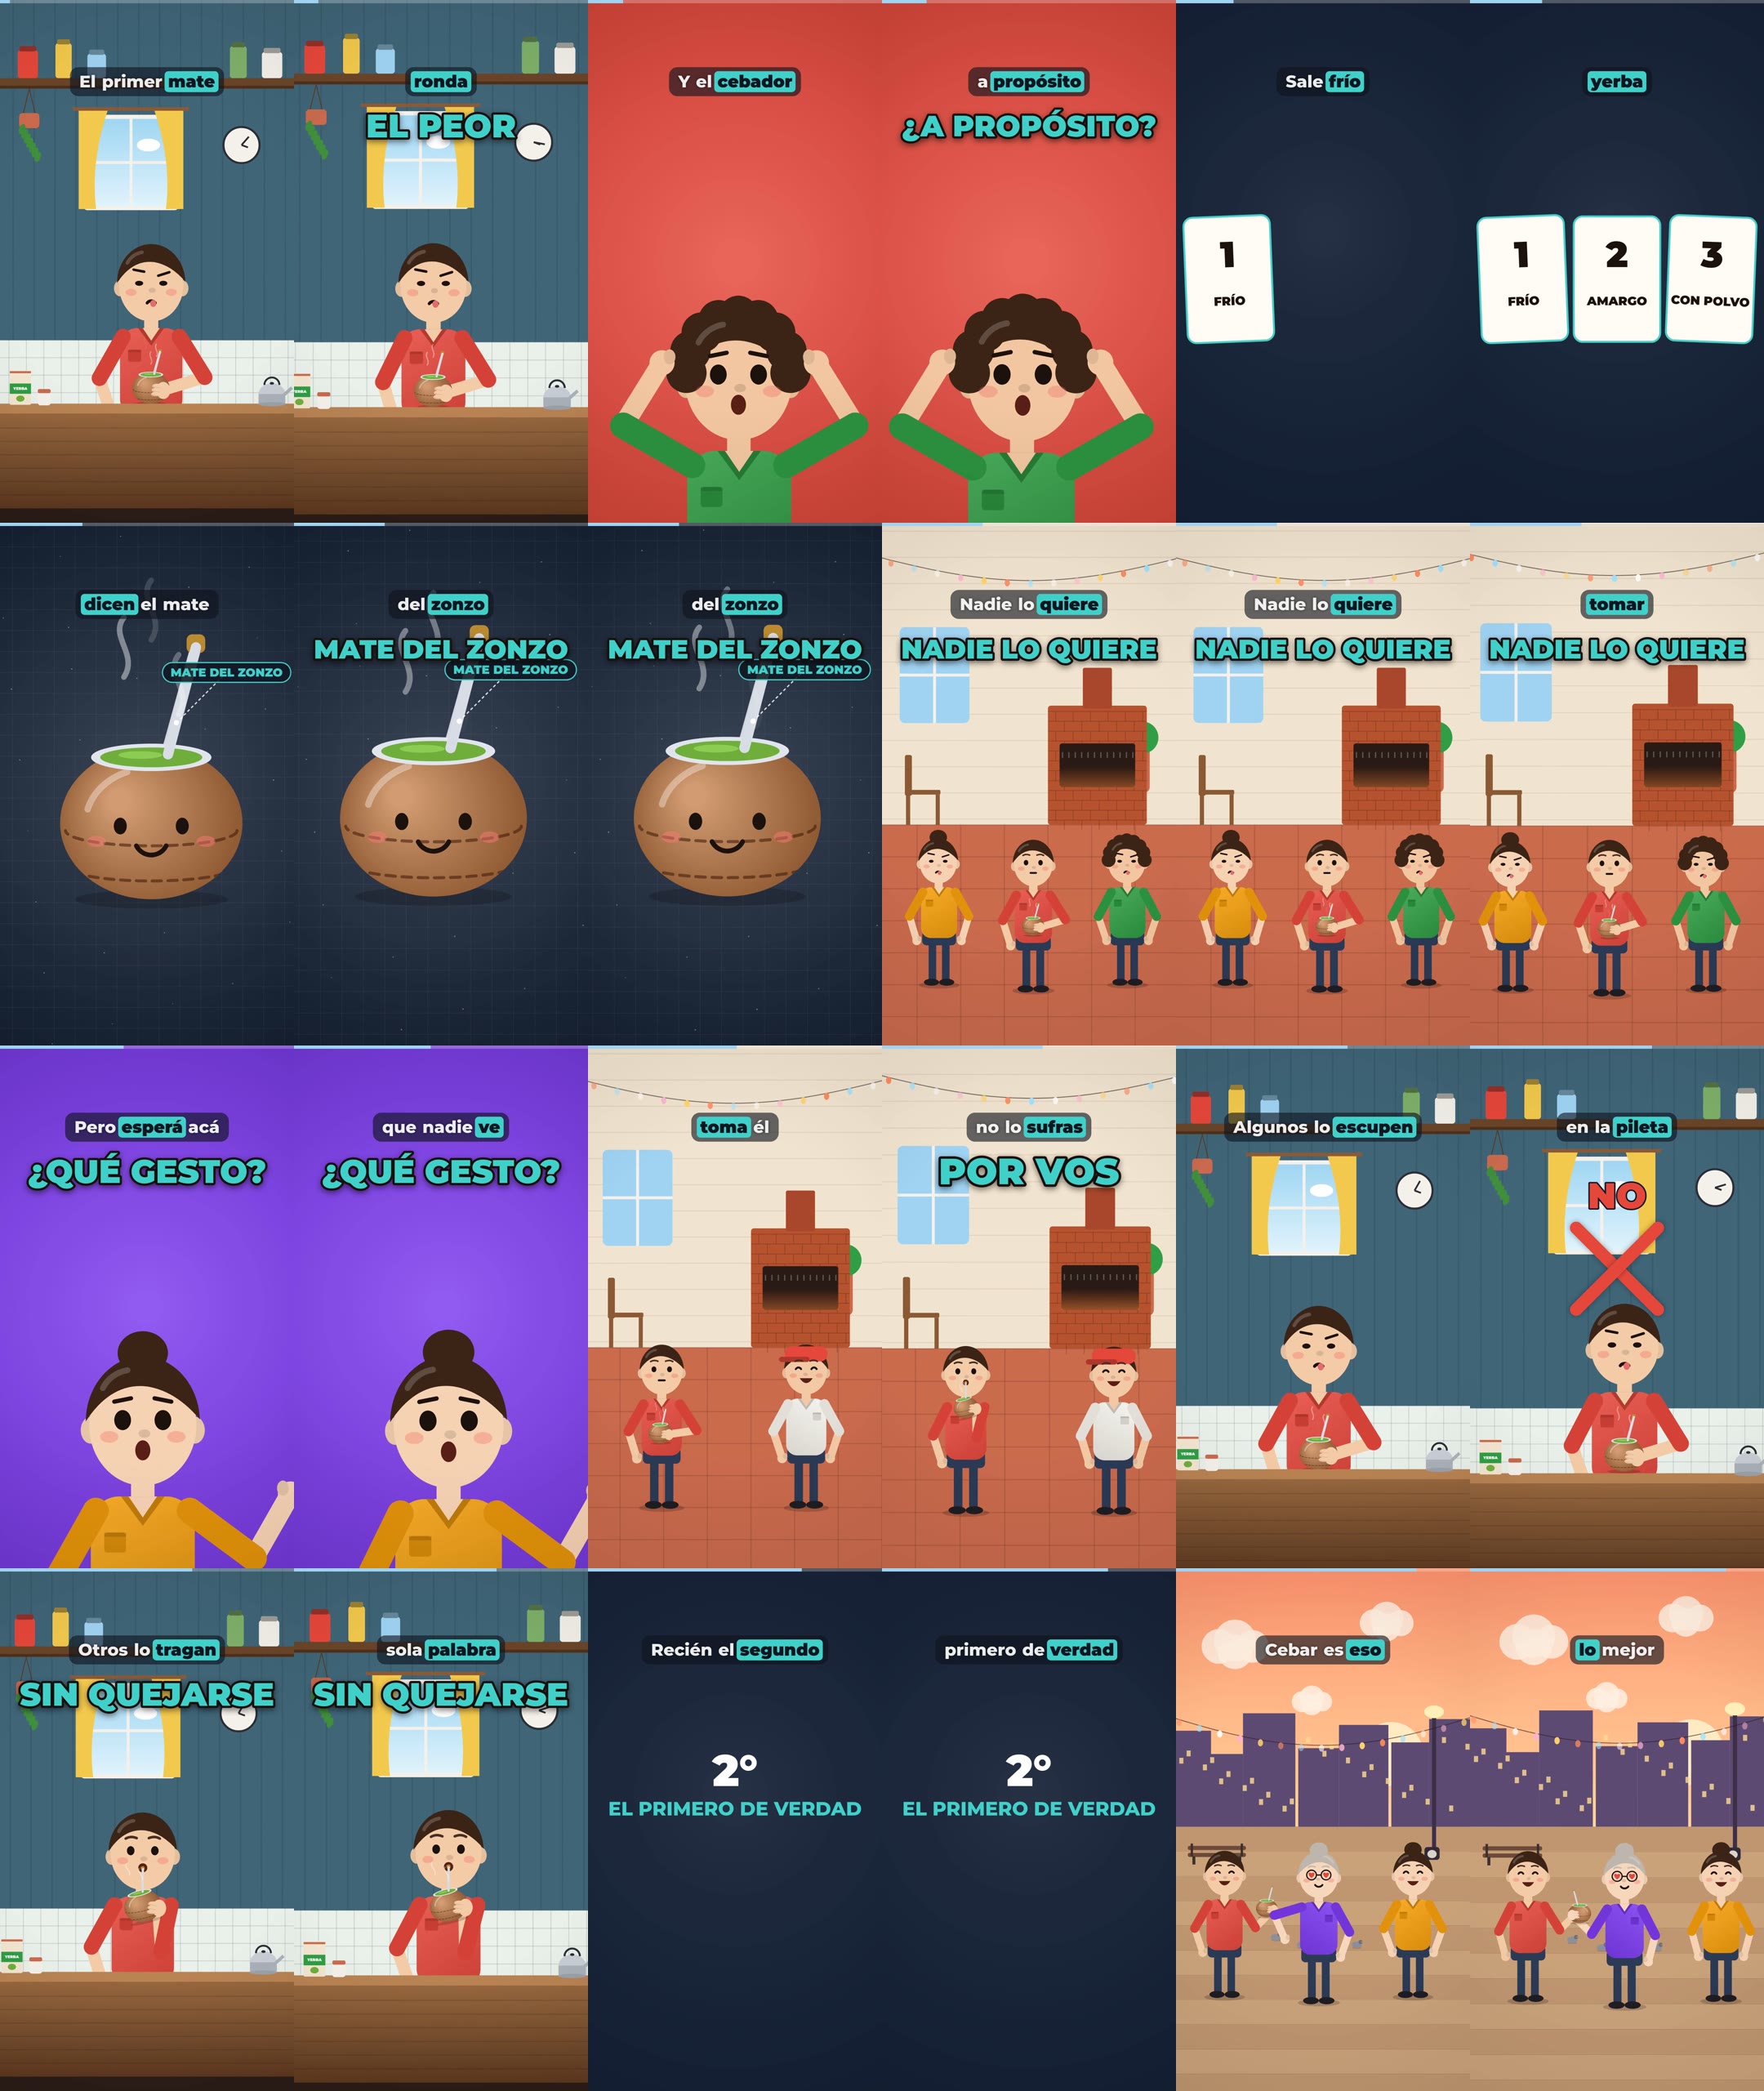 El primer mate
YERBA
ronda
EL PEOR
YERBA
Y el cebador
a propósito
¿A PROPÓSITO?
Sale frío
1
FRÍO
yerba
1
FRÍO
2
AMARGO
3
CON POLVO
dicen el mate
MATE DEL ZONZO
del zonzo
MATE DEL ZONZO
MATE DEL ZONZO
del zonzo
MATE DEL ZONZO
MATE DEL ZONZO
Nadie lo quiere
NADIE LO QUIERE
Nadie lo quiere
NADIE LO QUIERE
tomar
NADIE LO QUIERE
Pero esperá acá
¿QUÉ GESTO?
que nadie ve
¿QUÉ GESTO?
toma él
no lo sufras
POR VOS
Algunos lo escupen
YERBA
en la pileta
NO
YERBA
Otros lo tragan
SIN QUEJARSE
YERBA
sola palabra
SIN QUEJARSE
YERBA
Recién el segundo
2°
EL PRIMERO DE VERDAD
primero de verdad
2°
EL PRIMERO DE VERDAD
Cebar es eso
lo mejor